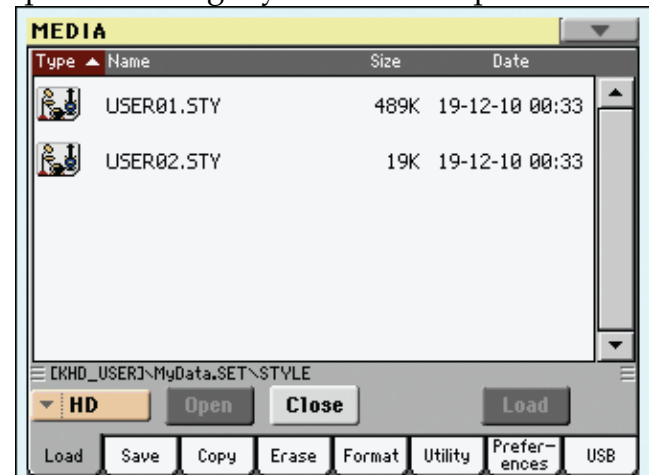 MEDIA
Type Name Size Date
USER01.STY 489K 19-12-10 00:33
USER02.STY 19K 19-12-10 00:33
[KHD_USER]\MyData.SET\STYLE
HD Open Close Load
Load Save Copy Erase Format Utility Prefer-
ences USB